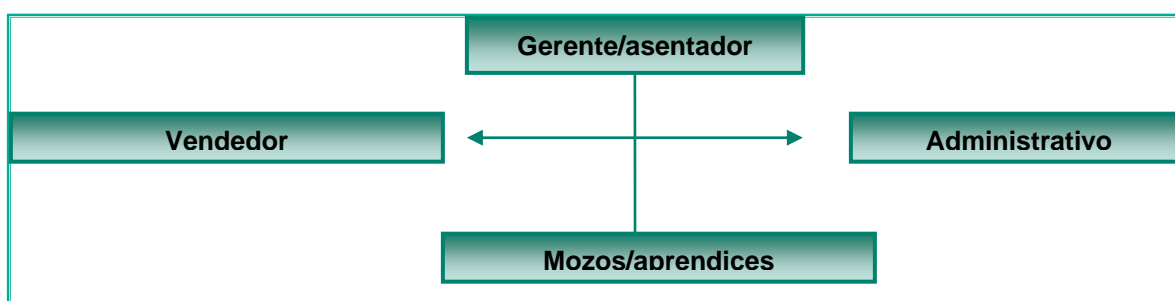 Gerente/asentador
Vendedor
Administrativo
Mozos/aprendices